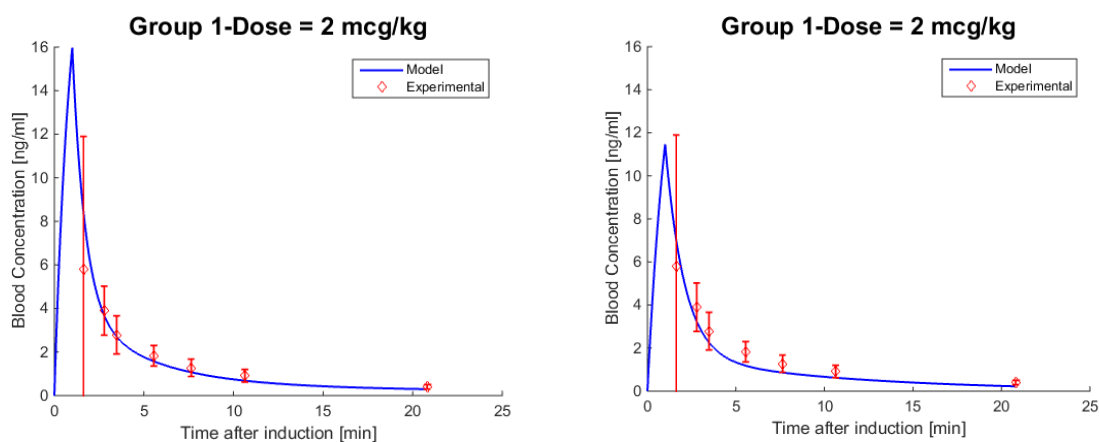 Group 1-Dose = 2 mcg/kg
Model
Experimental
Blood Concentration [ng/ml]
16
14
12
10
8
6
4
2
0
0 5 10 15 20 25
Time after induction [min]
Group 1-Dose = 2 mcg/kg
Model
Experimental
Blood Concentration [ng/ml]
16
14
12
10
8
6
4
2
0
0 5 10 15 20 25
Time after induction [min]